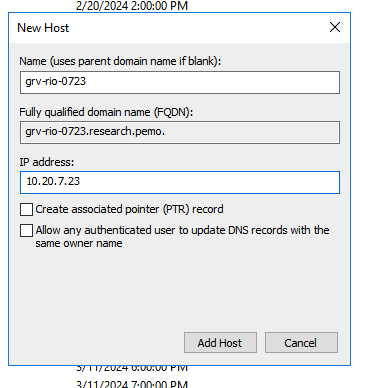 2/20/2024 2:00:00 PM
New Host
Name (uses parent domain name if blank):
grv-rio-0723
Fully qualified domain name (FQDN):
grv-rio-0723.research.pemo.
IP address:
10.20.7.23
Create associated pointer (PTR) record
Allow any authenticated user to update DNS records with the
same owner name
Add Host Cancel
3/11/2024 6:00:00 PM
3/11/2024 7:00:00 PM